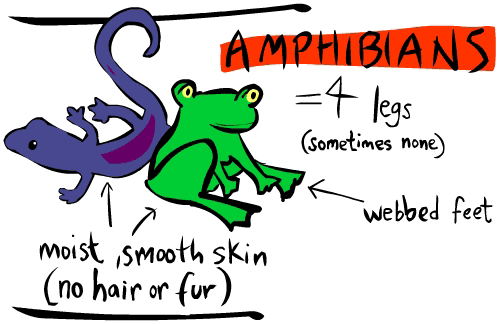 AMPHIBIANS
=4 legs
(sometimes none)
webbed feet
moist, smooth skin
(no hair or fur)